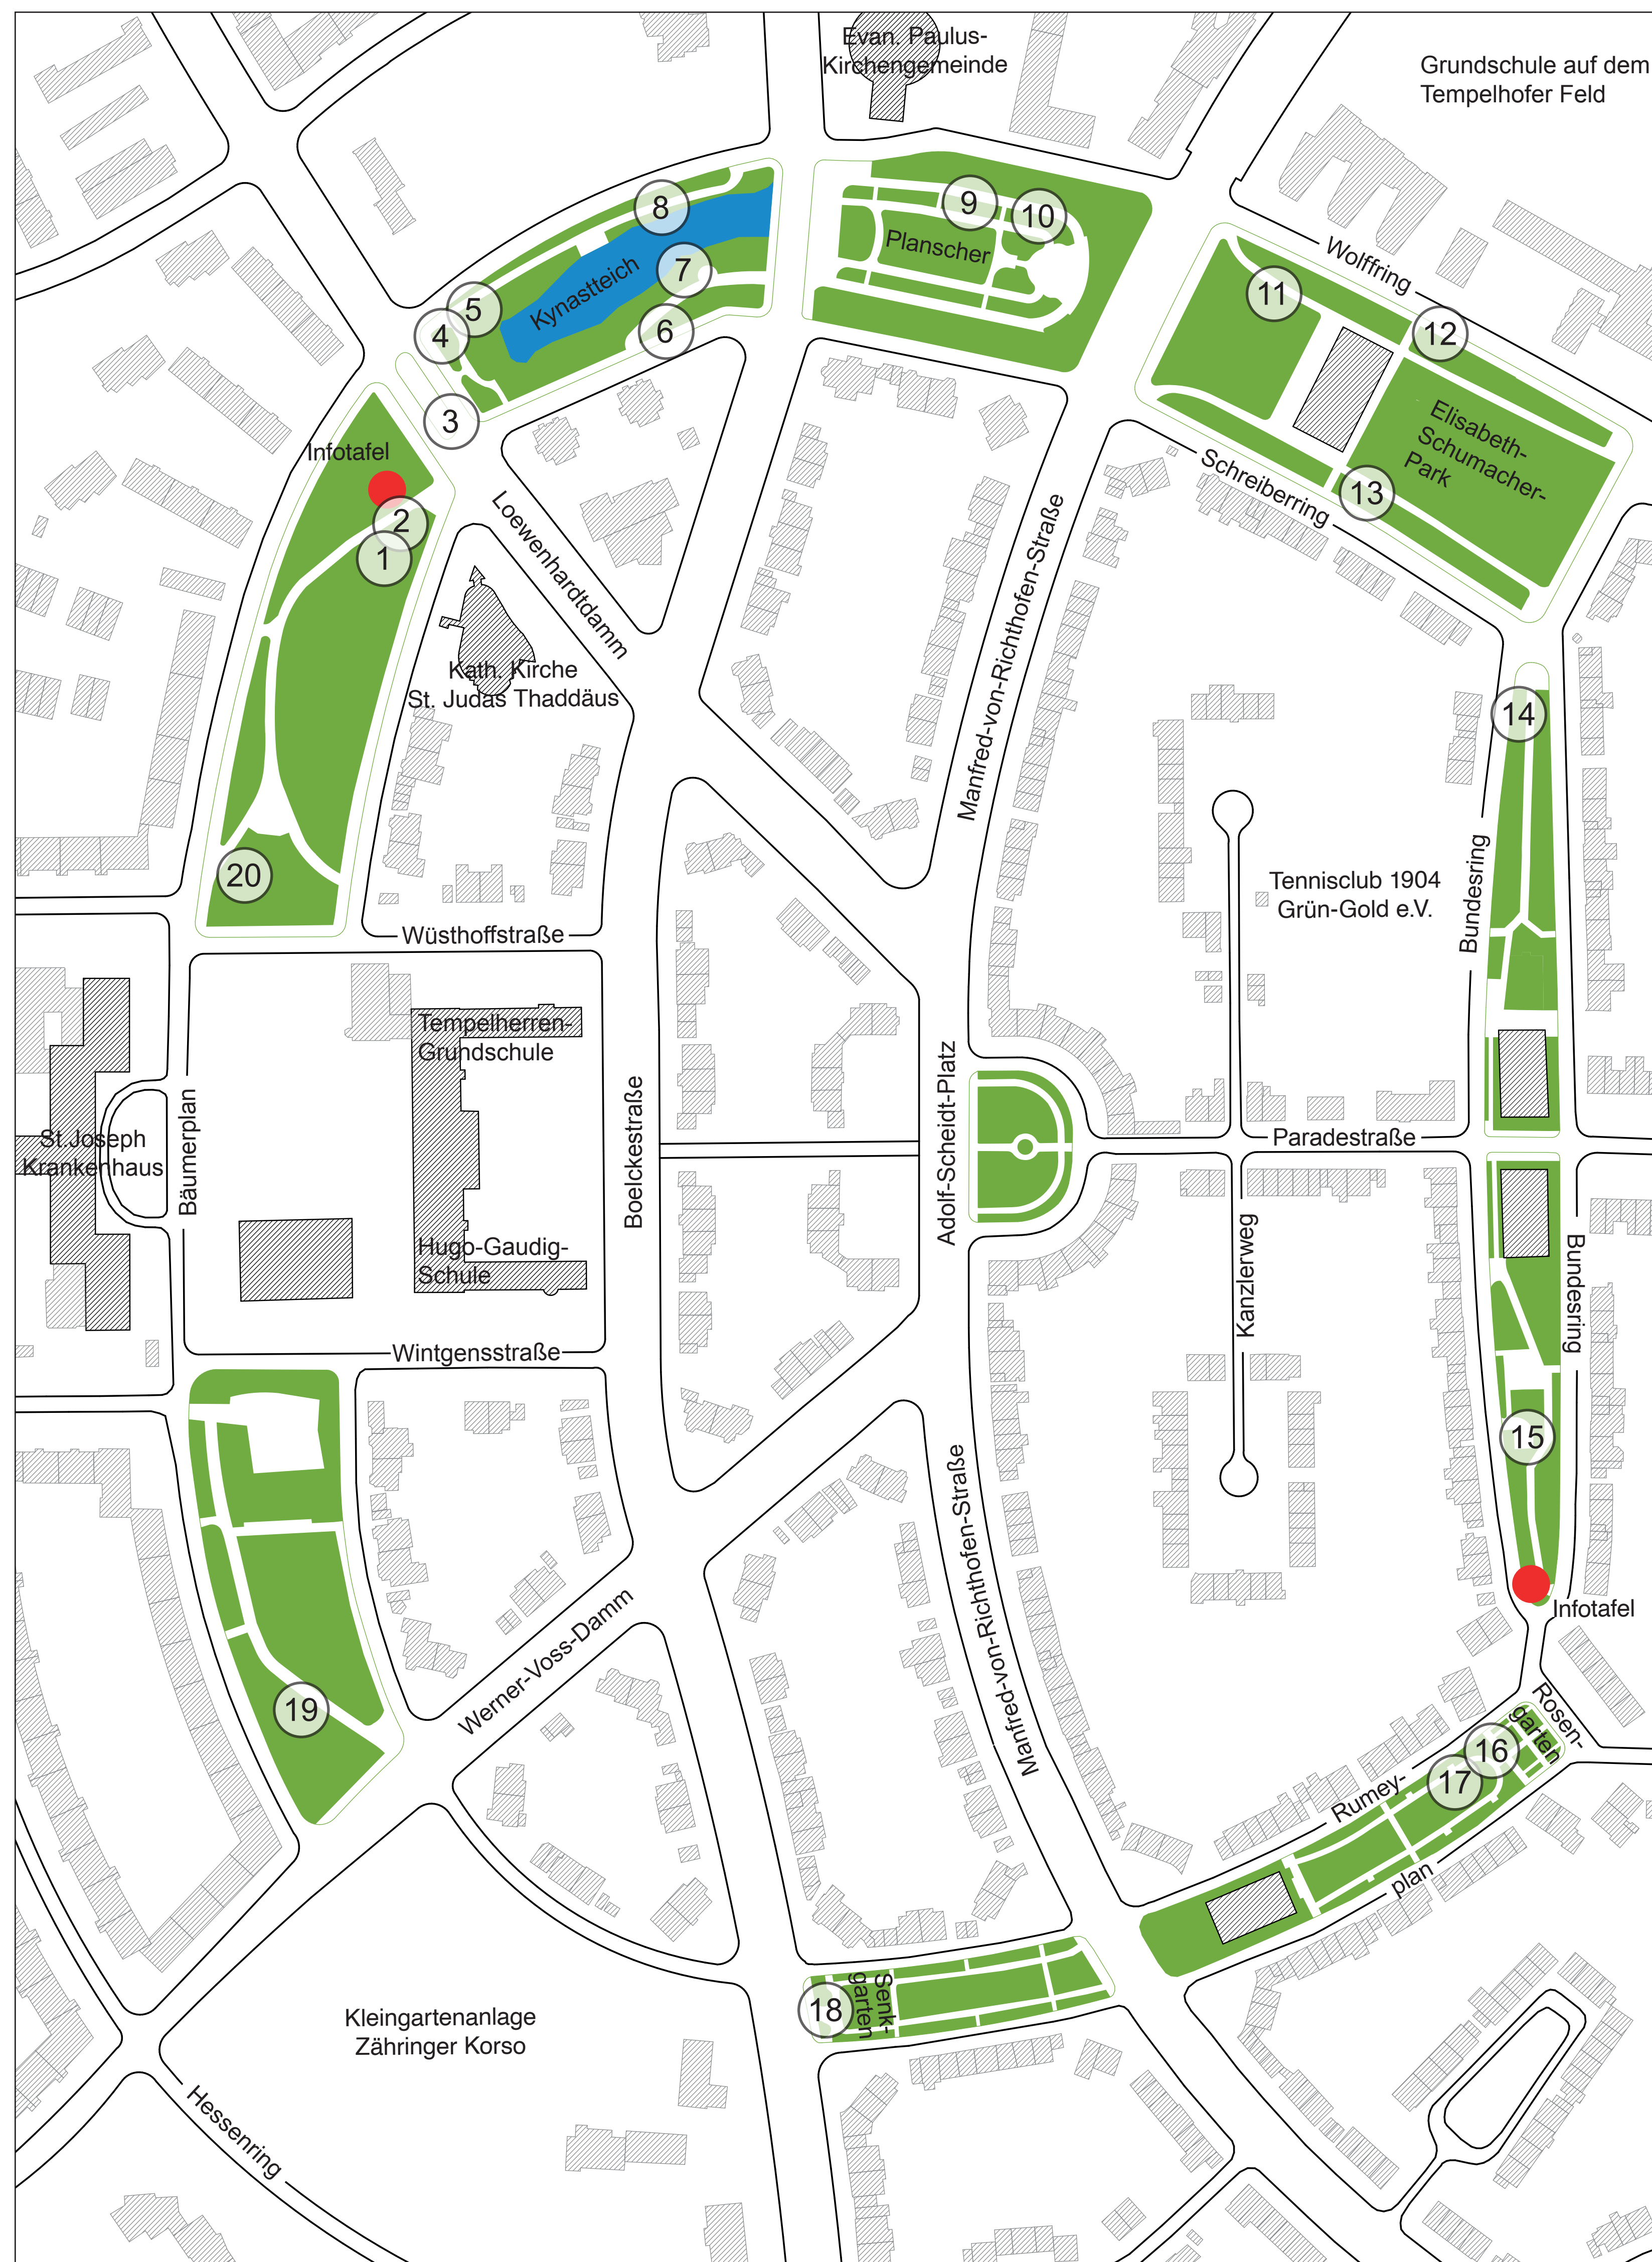 Evan. Paulus-
Kirchengemeinde
Grundschule auf dem
Tempelhofer Feld
8
9
10
Planscher
Wolffring
7
Kynastteich
11
5
4
6
12
3
Elisabeth-
Schumacher-
Park
Infotafel
Schreiberring
13
2
1
Loewenhardtdamm
Manfred-von-Richthofen-Straße
Kath. Kirche
St. Judas Thaddäus
14
20
Tennisclub 1904
Grün-Gold e.V.
Bundesring
Wüsthoffstraße
Tempelherren-
Grundschule
St.Joseph
Krankenhaus
Bäumerplan
Boelckestraße
Adolf-Scheidt-Platz
Paradestraße
Hugo-Gaudig-
Schule
Kanzlerweg
Bundesring
Wintgensstraße
15
Manfred-von-Richthofen-Straße
Infotafel
Werner-Voss-Damm
19
Rosen-
garten
16
17
Rumey-
plan
18
Senk-
garten
Kleingartenanlage
Zähringer Korso
Hessenring